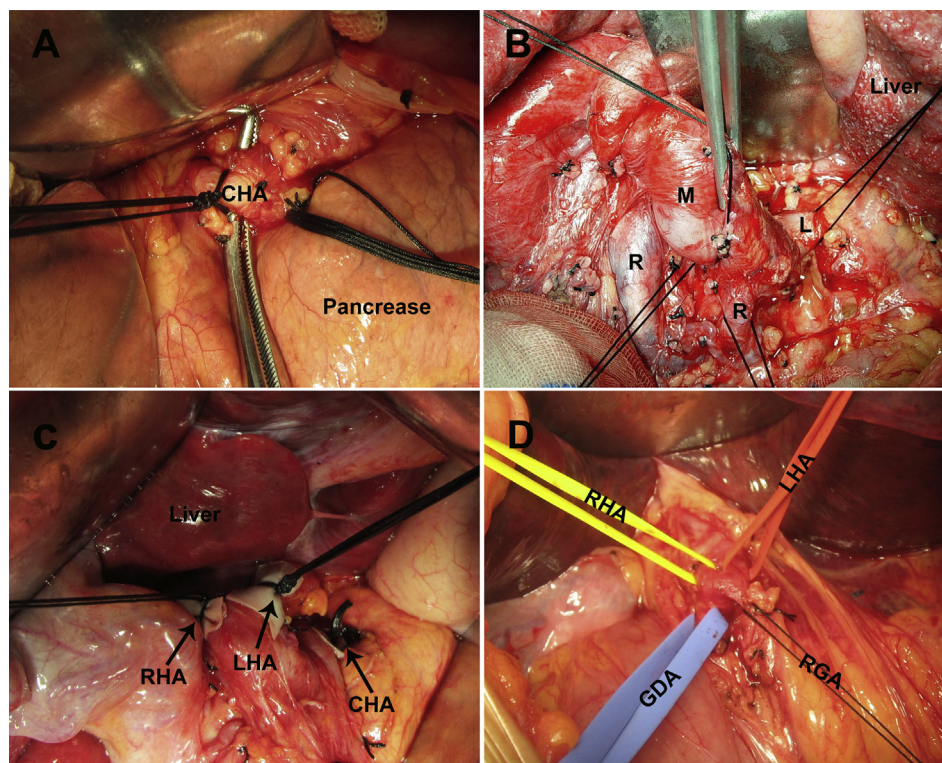 A
CHA
Pancrease
B
Liver
M
L
R
R
C
Liver
RHA
LHA
CHA
D
RHA
LHA
GDA
RGA